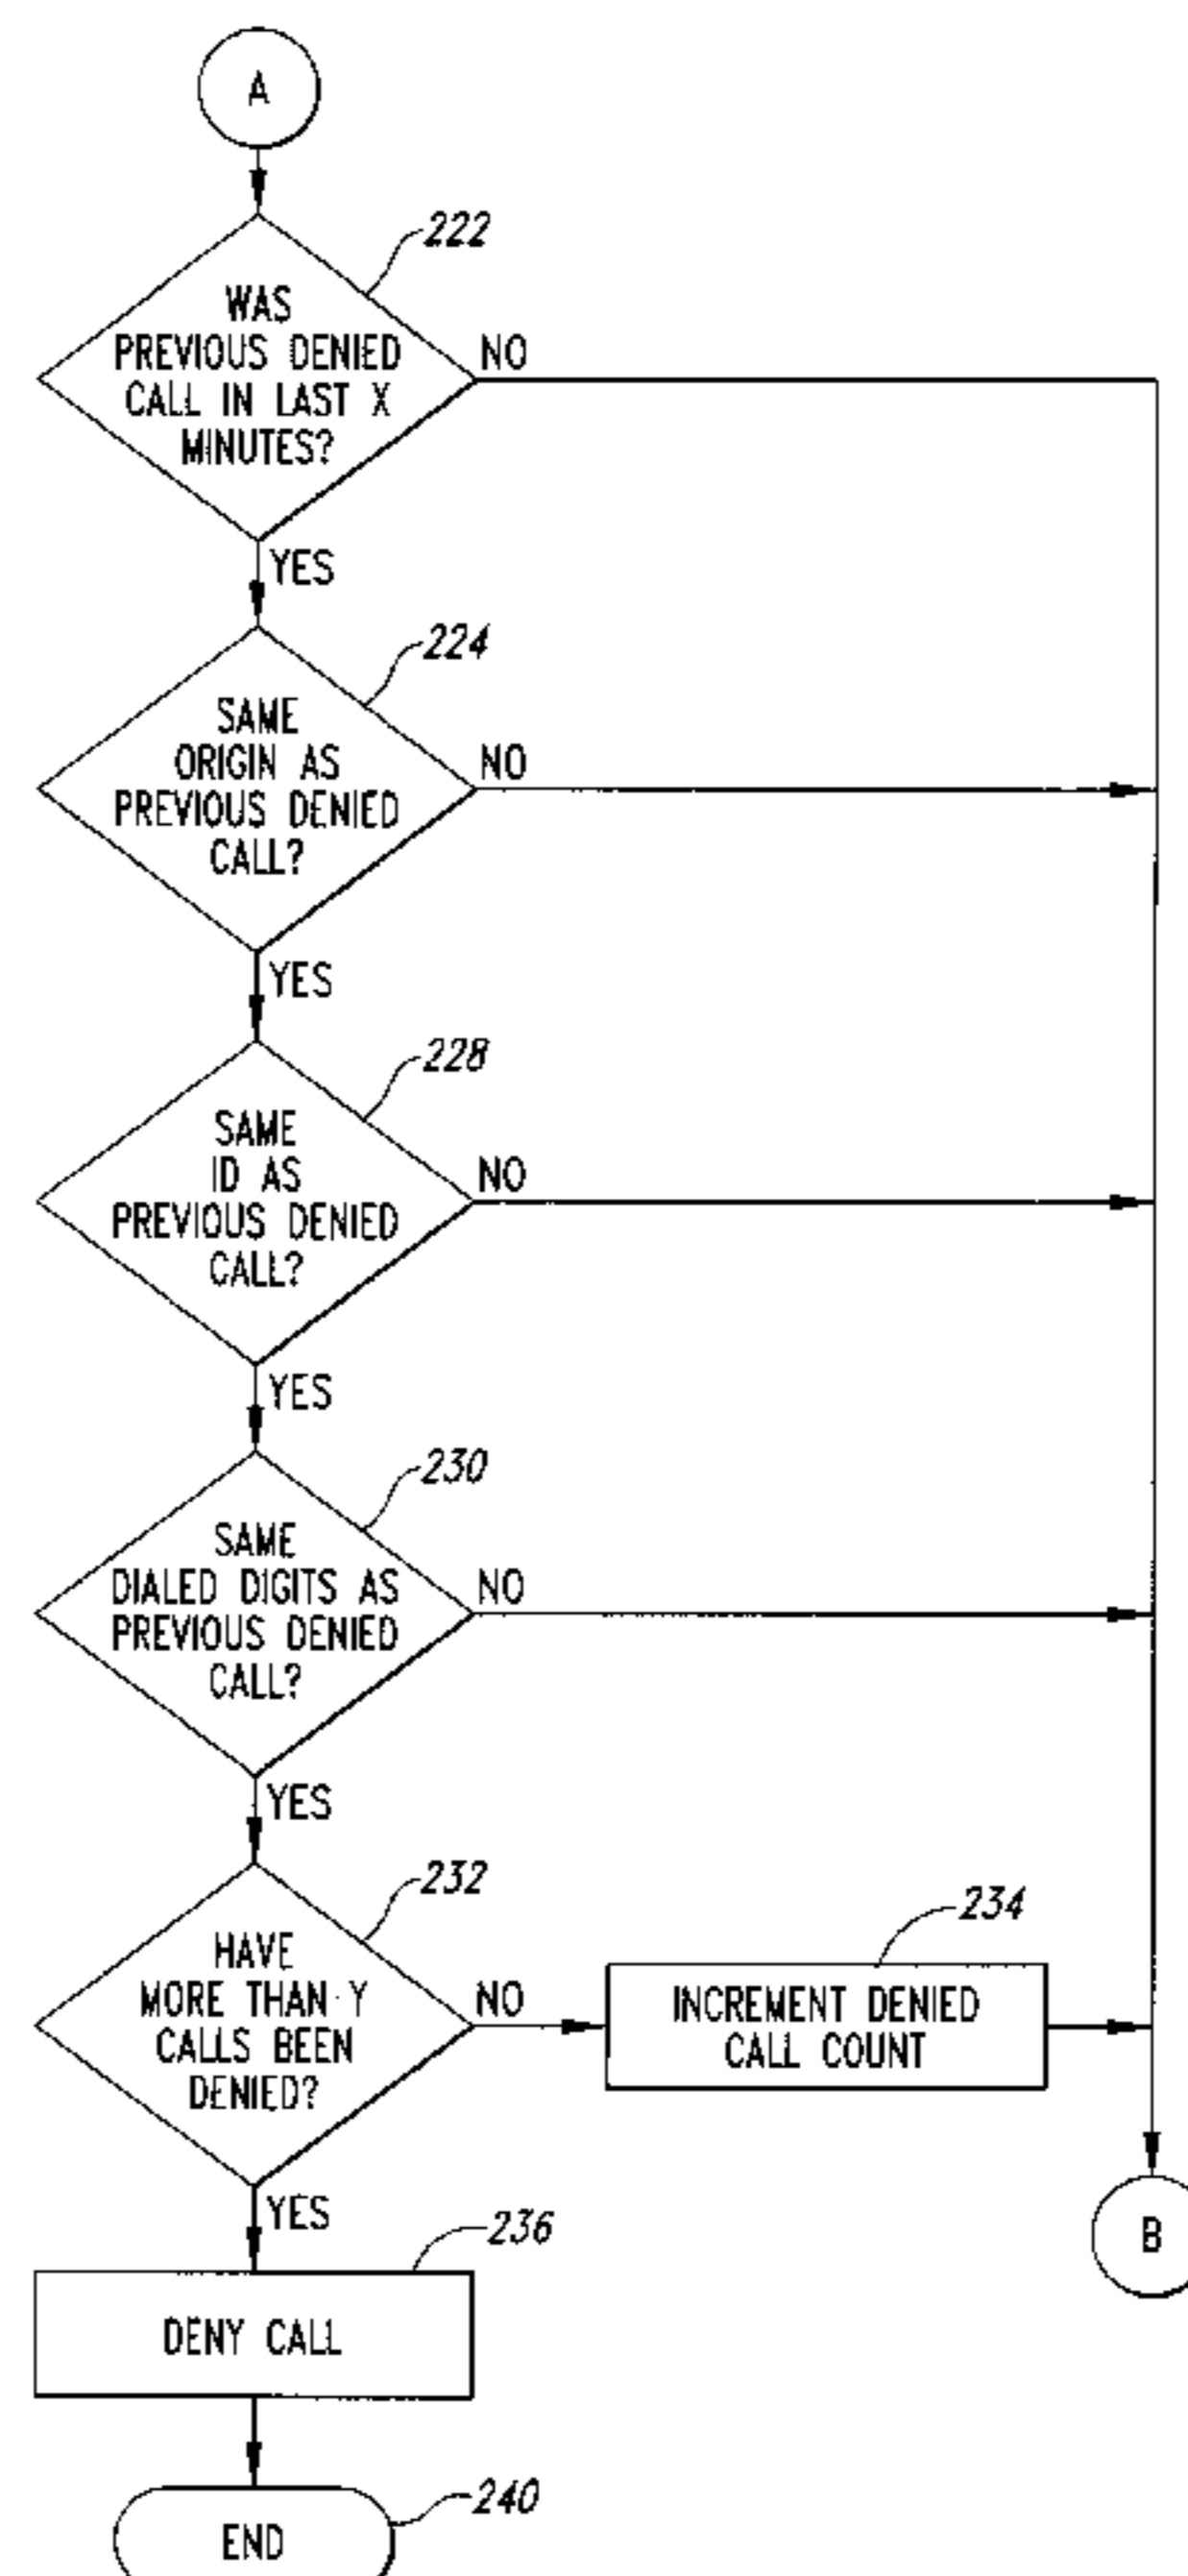 A
222
WAS
PREVIOUS DENIED
CALL IN LAST X
MINUTES?
NO
YES
224
SAME
ORIGIN AS
PREVIOUS DENIED
CALL?
NO
YES
228
SAME
ID AS
PREVIOUS DENIED
CALL?
NO
YES
230
SAME
DIALED DIGITS AS
PREVIOUS DENIED
CALL?
NO
YES
232
HAVE
MORE THAN Y
CALLS BEEN
DENIED?
NO
234
INCREMENT DENIED
CALL COUNT
YES
B
236
DENY CALL
240
END